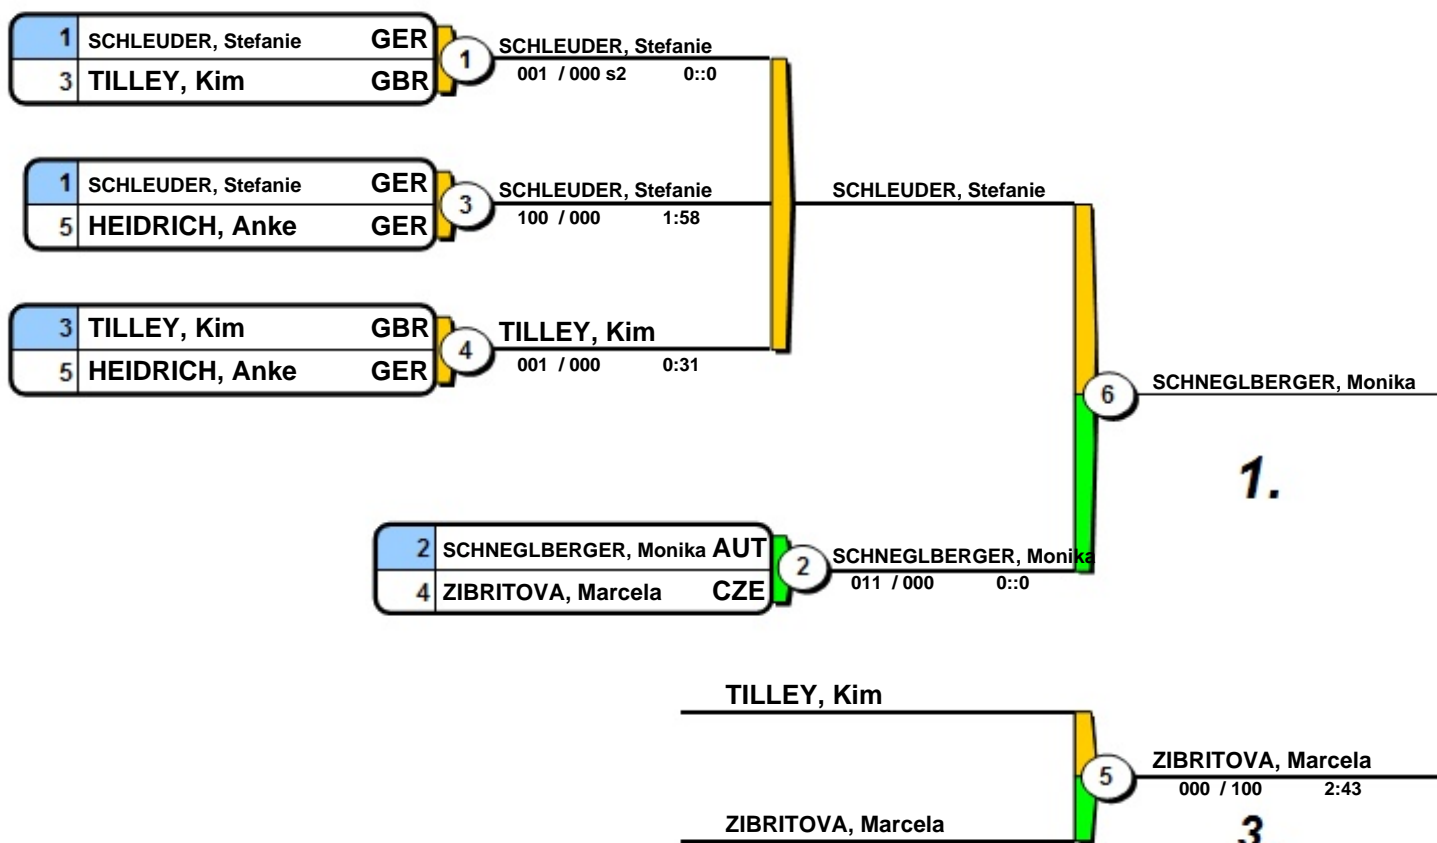 1 SCHLEUDER, Stefanie GER
3 TILLEY, Kim GBR
1
SCHLEUDER, Stefanie
001 / 000 s2 0::0
1 SCHLEUDER, Stefanie GER
5 HEIDRICH, Anke GER
3
SCHLEUDER, Stefanie
100 / 000 1:58
SCHLEUDER, Stefanie
3 TILLEY, Kim GBR
5 HEIDRICH, Anke GER
4
TILLEY, Kim
001 / 000 0:31
6
SCHNEGLBERGER, Monika
1.
2 SCHNEGLBERGER, Monika AUT
4 ZIBRITOVA, Marcela CZE
2
SCHNEGLBERGER, Monika
011 / 000 0::0
TILLEY, Kim
5
ZIBRITOVA, Marcela
000 / 100 2:43
ZIBRITOVA, Marcela
3